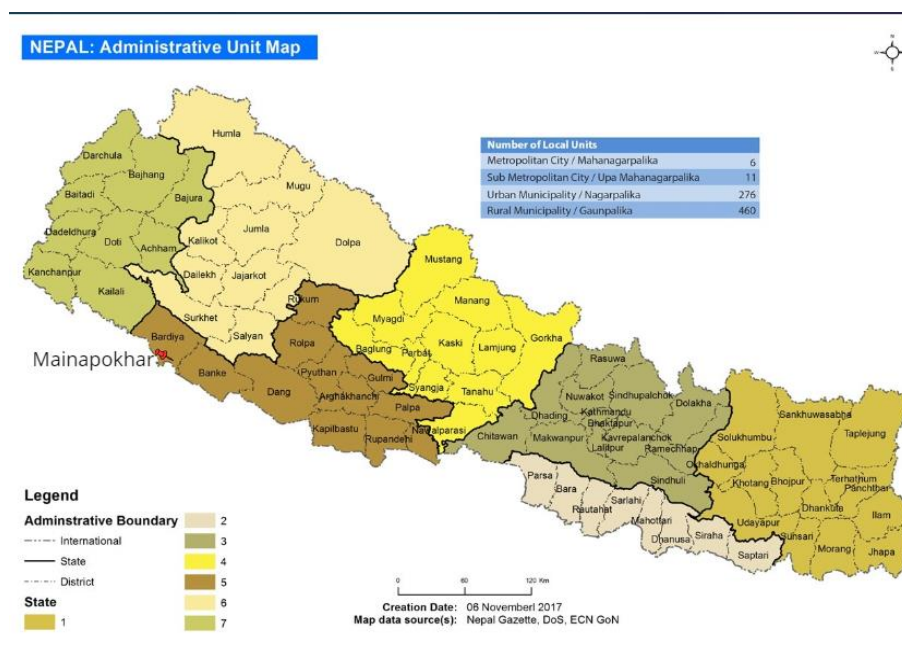 NEPAL: Administrative Unit Map
N
W
E
S
Number of Local Units
Metropolitan City / Mahanagarpalika 6
Sub Metropolitan City / Upa Mahanagarpalika 11
Urban Municipality / Nagarpalika 276
Rural Municipality / Gaunpalika 460
Humla
Darchula
Bajhang
Mugu
Baitadi
Bajura
Jumla
Dadeldhura
Doti
Achham
Kalikot
Dolpa
Mustang
Kanchanpur
Dailekh
Jajarkot
Kailali
Rukum
Manang
Surkhet
Salyan
Myagdi
Gorkha
Bardiya
Rolpa
Baglung
Parbat
Kaski
Lamjung
Rasuwa
Mainapokhar
Banke
Pyuthan
Gulmi
Syangja
Tanahu
Nuwakot
Sindhupalchok
Dolakha
Dang
Arghakhanchi
Palpa
Dhading
Kathmandu
Bhaktapur
Sankhuwasabha
Kapilbastu
Rupandehi
Nawalparasi
Chitawan
Makwanpur
Kavrepalanchok
Lalitpur
Ramechhap
Solukhumbu
Taplejung
Okhaldhunga
Parsa
Bara
Sindhuli
Khotang
Bhojpur
Terhathum
Panchthar
Rautahat
Sarlahi
Mahottari
Dhanusa
Siraha
Saptari
Udayapur
Dhankuta
Ilam
Sunsari
Morang
Jhapa
Legend
Adminstrative Boundary
International
State
District
State
1
2
3
4
5
6
7
0 60 120 Km
Creation Date: 06 Novemberl 2017
Map data source(s): Nepal Gazette, DoS, ECN GoN